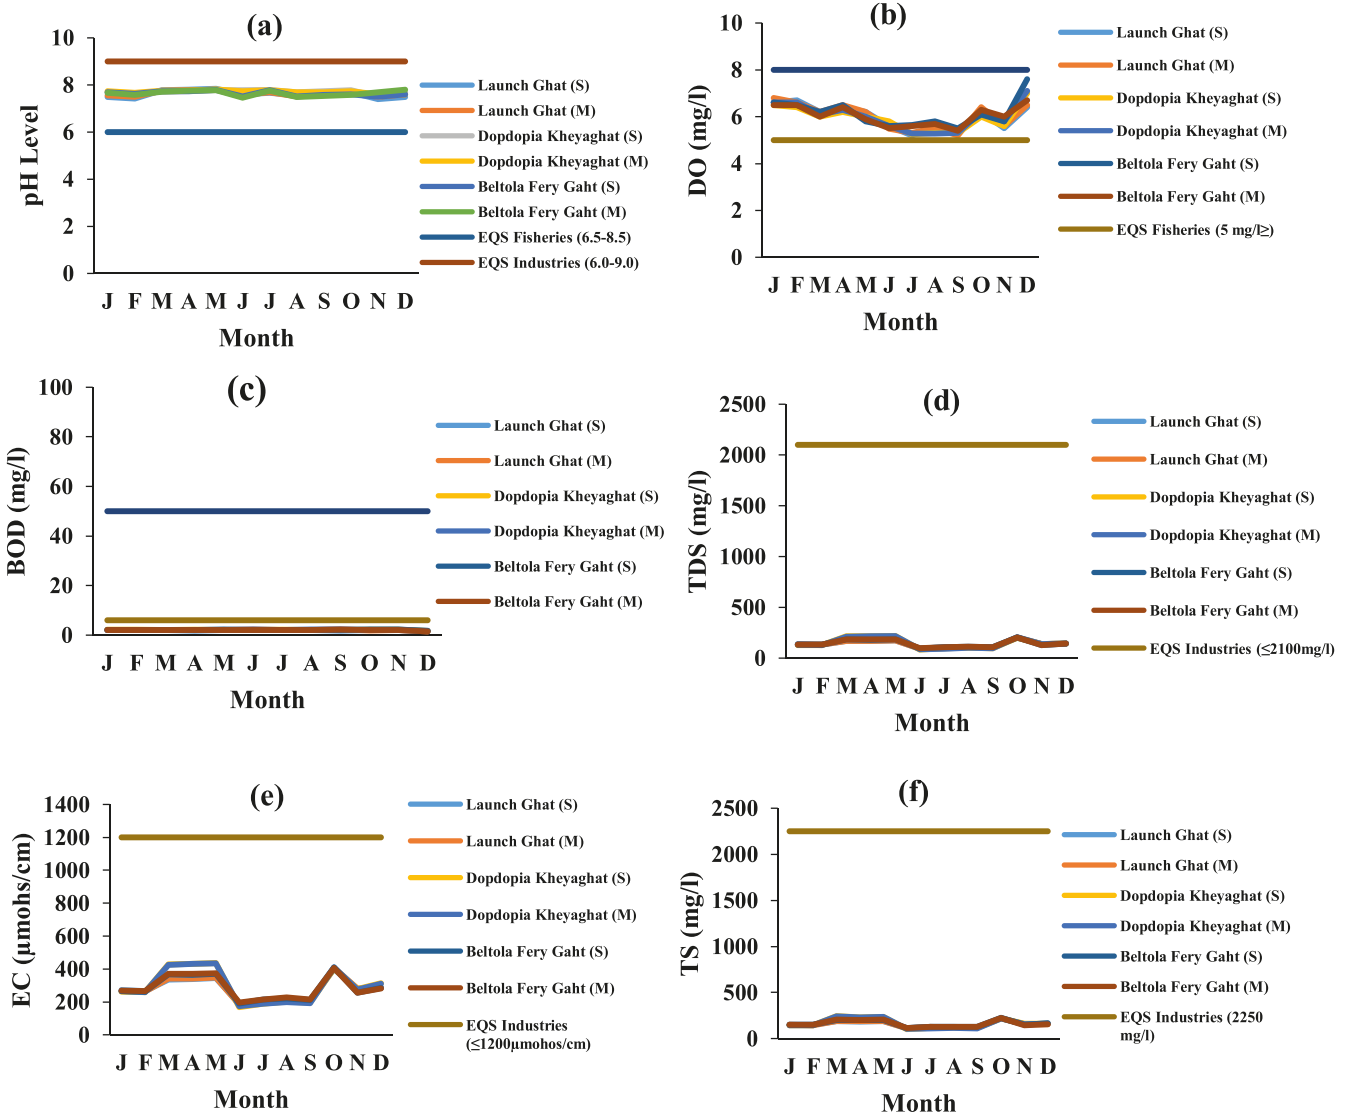 (a)
pH Level
10
8
6
4
2
0
J F M A M J J A S O N D
Month
Launch Ghat (S)
Launch Ghat (M)
Dopdopia Kheyaghat (S)
Dopdopia Kheyaghat (M)
Beltola Fery Gaht (S)
Beltola Fery Gaht (M)
EQS Fisheries (6.5-8.5)
EQS Industries (6.0-9.0)
(b)
DO (mg/l)
10
8
6
4
2
0
J F M A M J J A S O N D
Month
Launch Ghat (S)
Launch Ghat (M)
Dopdopia Kheyaghat (S)
Dopdopia Kheyaghat (M)
Beltola Fery Gaht (S)
Beltola Fery Gaht (M)
EQS Fisheries (5 mg/l≥)
(c)
BOD (mg/l)
100
80
60
40
20
0
J F M A M J J A S O N D
Month
Launch Ghat (S)
Launch Ghat (M)
Dopdopia Kheyaghat (S)
Dopdopia Kheyaghat (M)
Beltola Fery Gaht (S)
Beltola Fery Gaht (M)
(d)
TDS (mg/l)
2500
2000
1500
1000
500
0
J F M A M J J A S O N D
Month
Launch Ghat (S)
Launch Ghat (M)
Dopdopia Kheyaghat (S)
Dopdopia Kheyaghat (M)
Beltola Fery Gaht (S)
Beltola Fery Gaht (M)
EQS Industries (≤2100mg/l)
(e)
EC (µmohs/cm)
1400
1200
1000
800
600
400
200
0
J F M A M J J A S O N D
Month
Launch Ghat (S)
Launch Ghat (M)
Dopdopia Kheyaghat (S)
Dopdopia Kheyaghat (M)
Beltola Fery Gaht (S)
Beltola Fery Gaht (M)
EQS Industries
(≤1200µmohos/cm)
(f)
TS (mg/l)
2500
2000
1500
1000
500
0
J F M A M J J A S O N D
Month
Launch Ghat (S)
Launch Ghat (M)
Dopdopia Kheyaghat (S)
Dopdopia Kheyaghat (M)
Beltola Fery Gaht (S)
Beltola Fery Gaht (M)
EQS Industries (2250
mg/l)